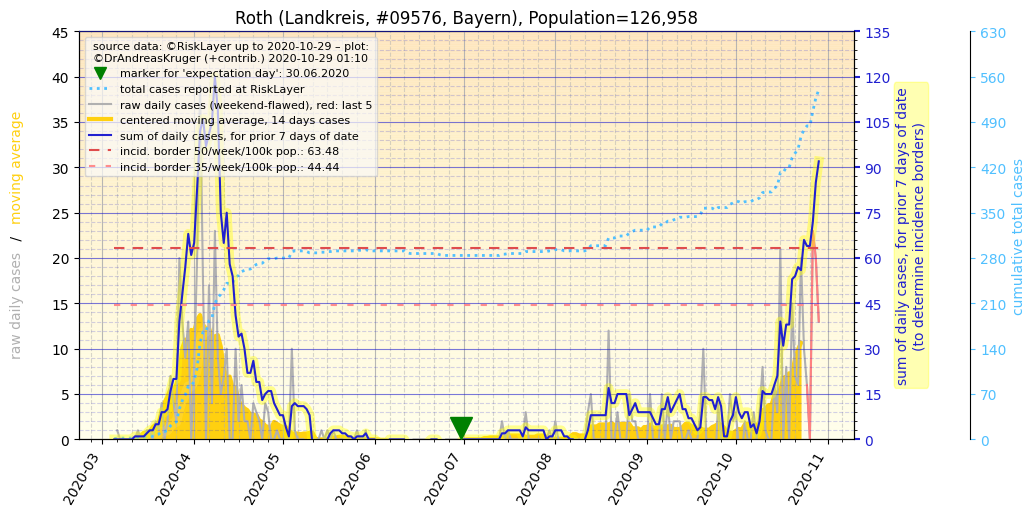 Roth (Landkreis, #09576, Bayern), Population=126,958
source data: ©RiskLayer up to 2020-10-29 – plot:
©DrAndreasKruger (+contrib.) 2020-10-29 01:10
marker for 'expectation day': 30.06.2020
total cases reported at RiskLayer
raw daily cases (weekend-flawed), red: last 5
centered moving average, 14 days cases
sum of daily cases, for prior 7 days of date
incid. border 50/week/100k pop.: 63.48
incid. border 35/week/100k pop.: 44.44
raw daily cases / moving average
45
40
35
30
25
20
15
10
5
0
135
120
105
90
75
60
45
30
15
0
sum of daily cases, for prior 7 days of date
(to determine incidence borders)
630
560
490
420
350
280
210
140
70
0
cumulative total cases
2020-03
2020-04
2020-05
2020-06
2020-07
2020-08
2020-09
2020-10
2020-11